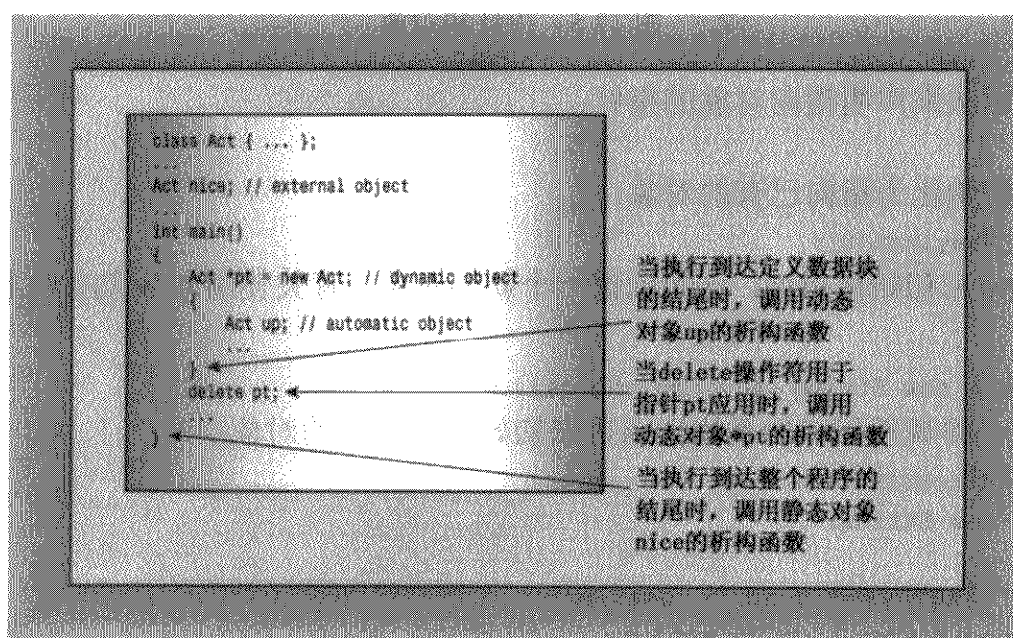 class Act { ... };
...
Act nice; // external object
...
int main()
{
Act *pt = new Act; // dynamic object
{
Act up; // automatic object
...
}
delete pt;
...
}
当执行到达定义数据块
的结尾时，调用动态
对象up的析构函数
当delete操作符用于
指针pt应用时，调用
动态对象*pt的析构函数
当执行到达整个程序的
结尾时，调用静态对象
nice的析构函数